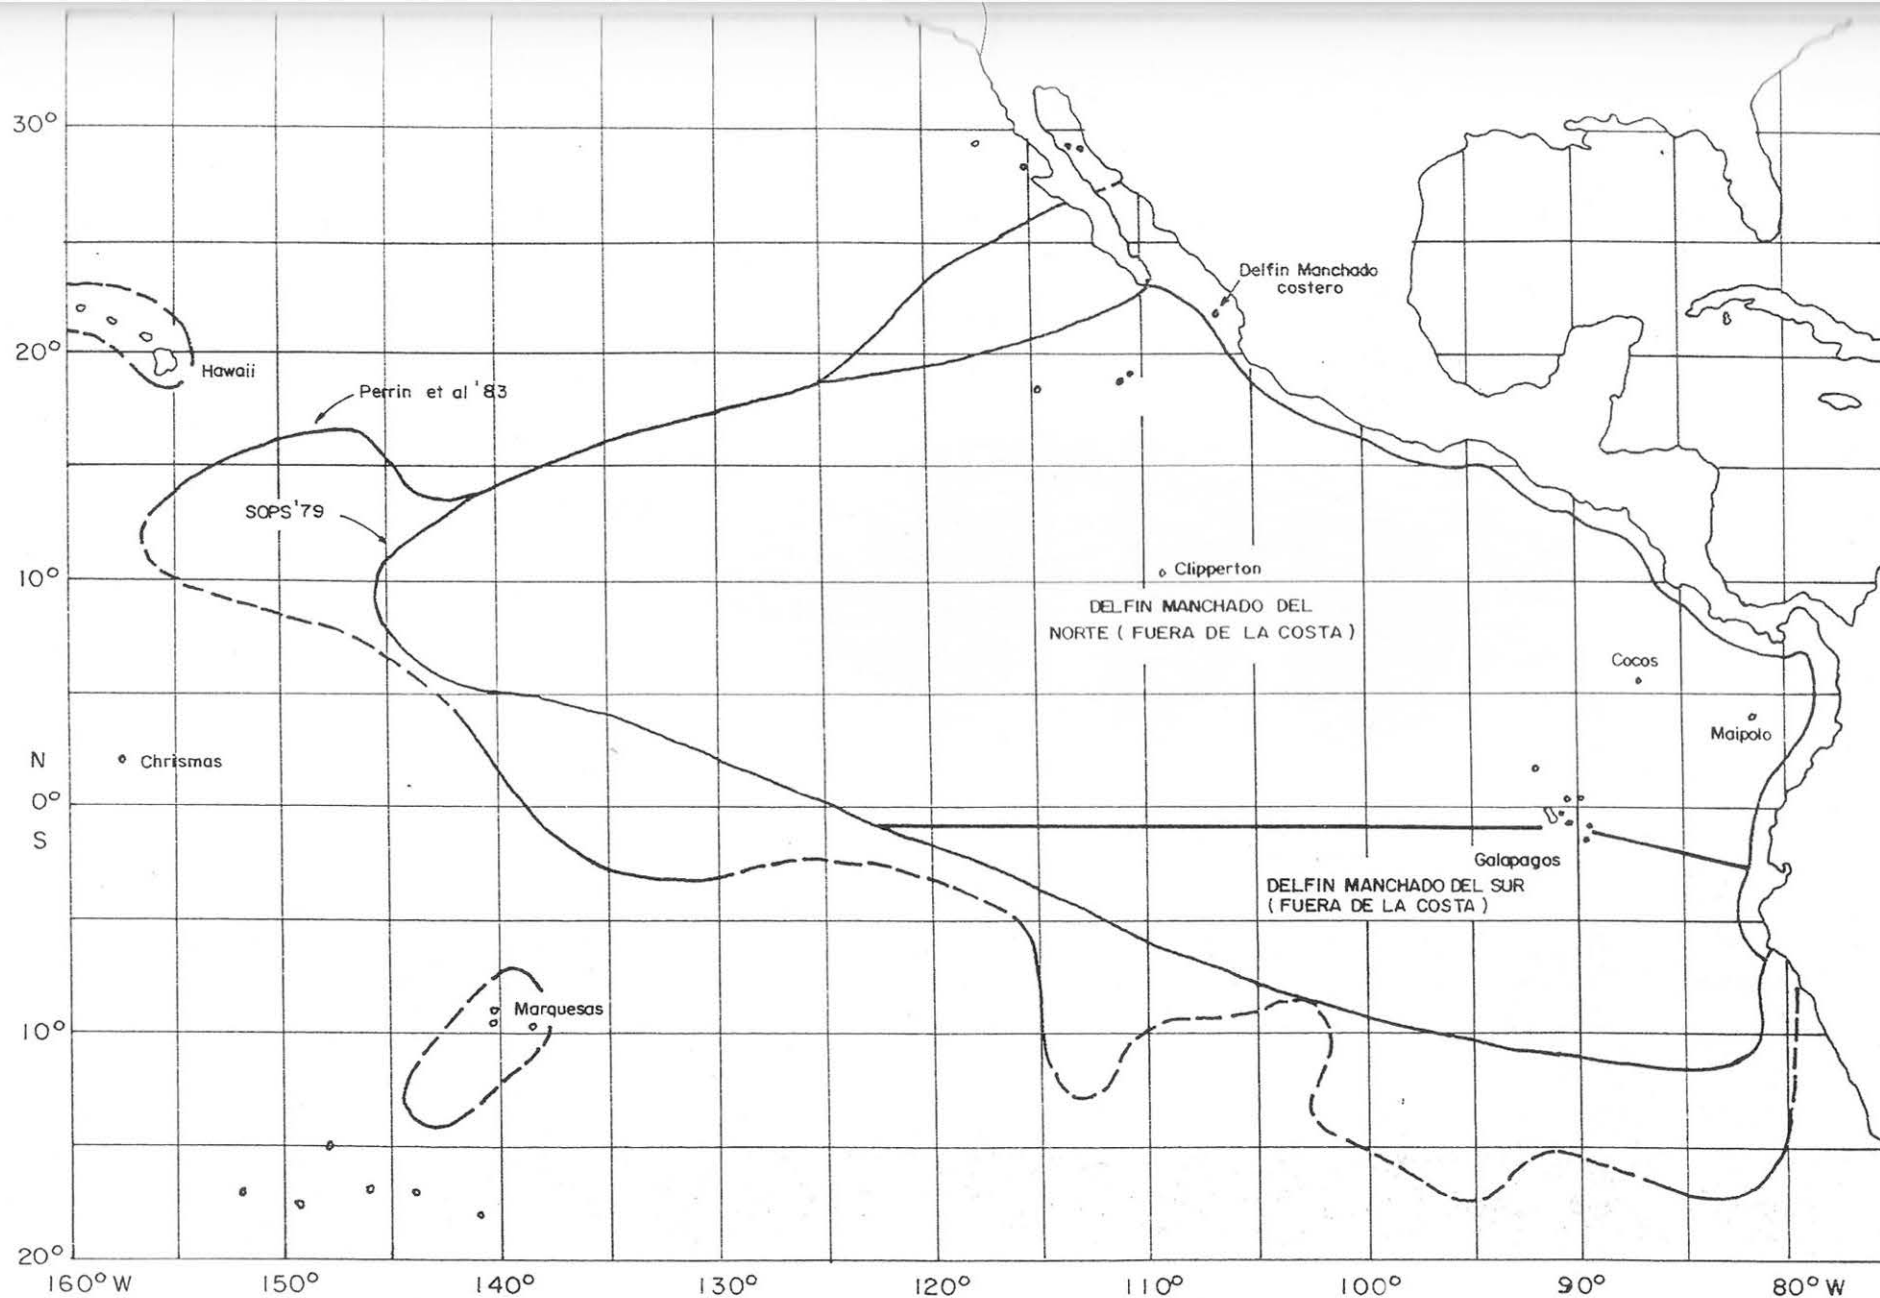 30°
Delfin Manchado
costero
20°
Hawaii
Perrin et al '83
SOPS '79
10°
Clipperton
DELFIN MANCHADO DEL
NORTE ( FUERA DE LA COSTA )
Cocos
Maipolo
N
Chrismas
0°
S
Galapagos
DELFIN MANCHADO DEL SUR
( FUERA DE LA COSTA )
Marquesas
10°
20°
160° W 150° 140° 130° 120° 110° 100° 90° 80° W